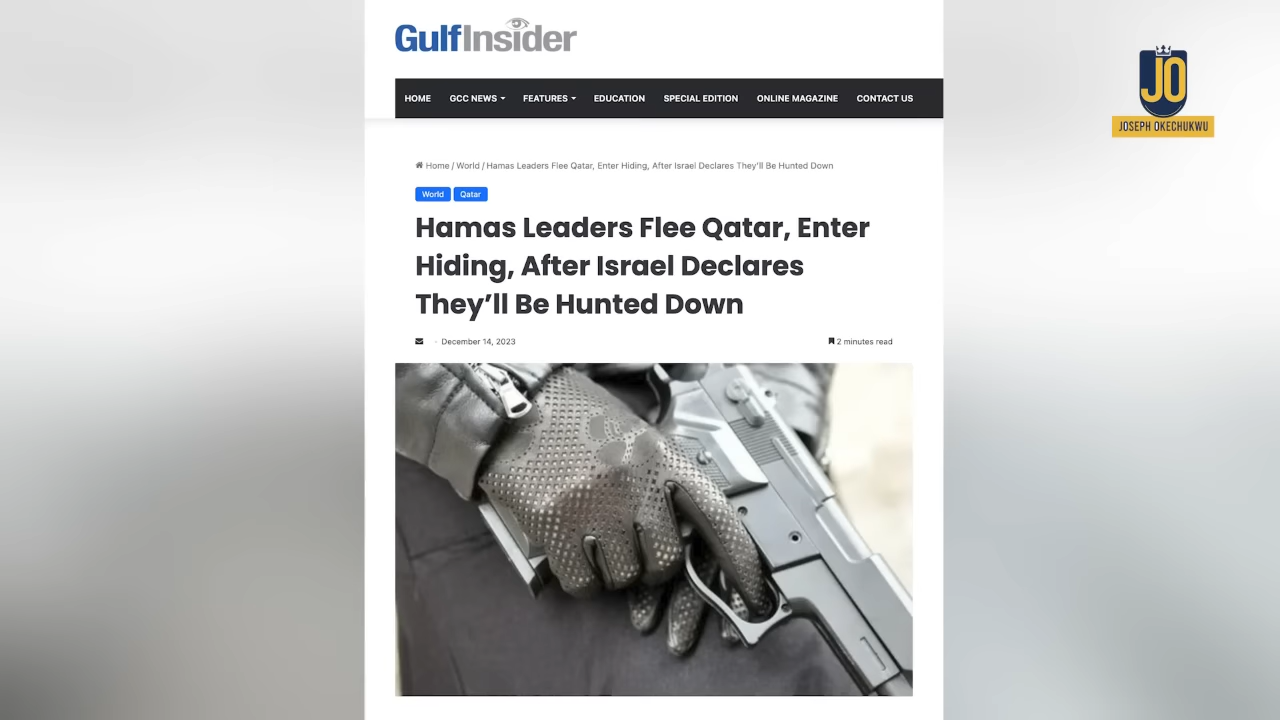 GulfInsider
JO
JOSEPH OKECHUKWU
HOME GCC NEWS FEATURES EDUCATION SPECIAL EDITION ONLINE MAGAZINE CONTACT US
Home / World / Hamas Leaders Flee Qatar, Enter Hiding, After Israel Declares They'll Be Hunted Down
World Qatar
Hamas Leaders Flee Qatar, Enter
Hiding, After Israel Declares
They’ll Be Hunted Down
- December 14, 2023 2 minutes read